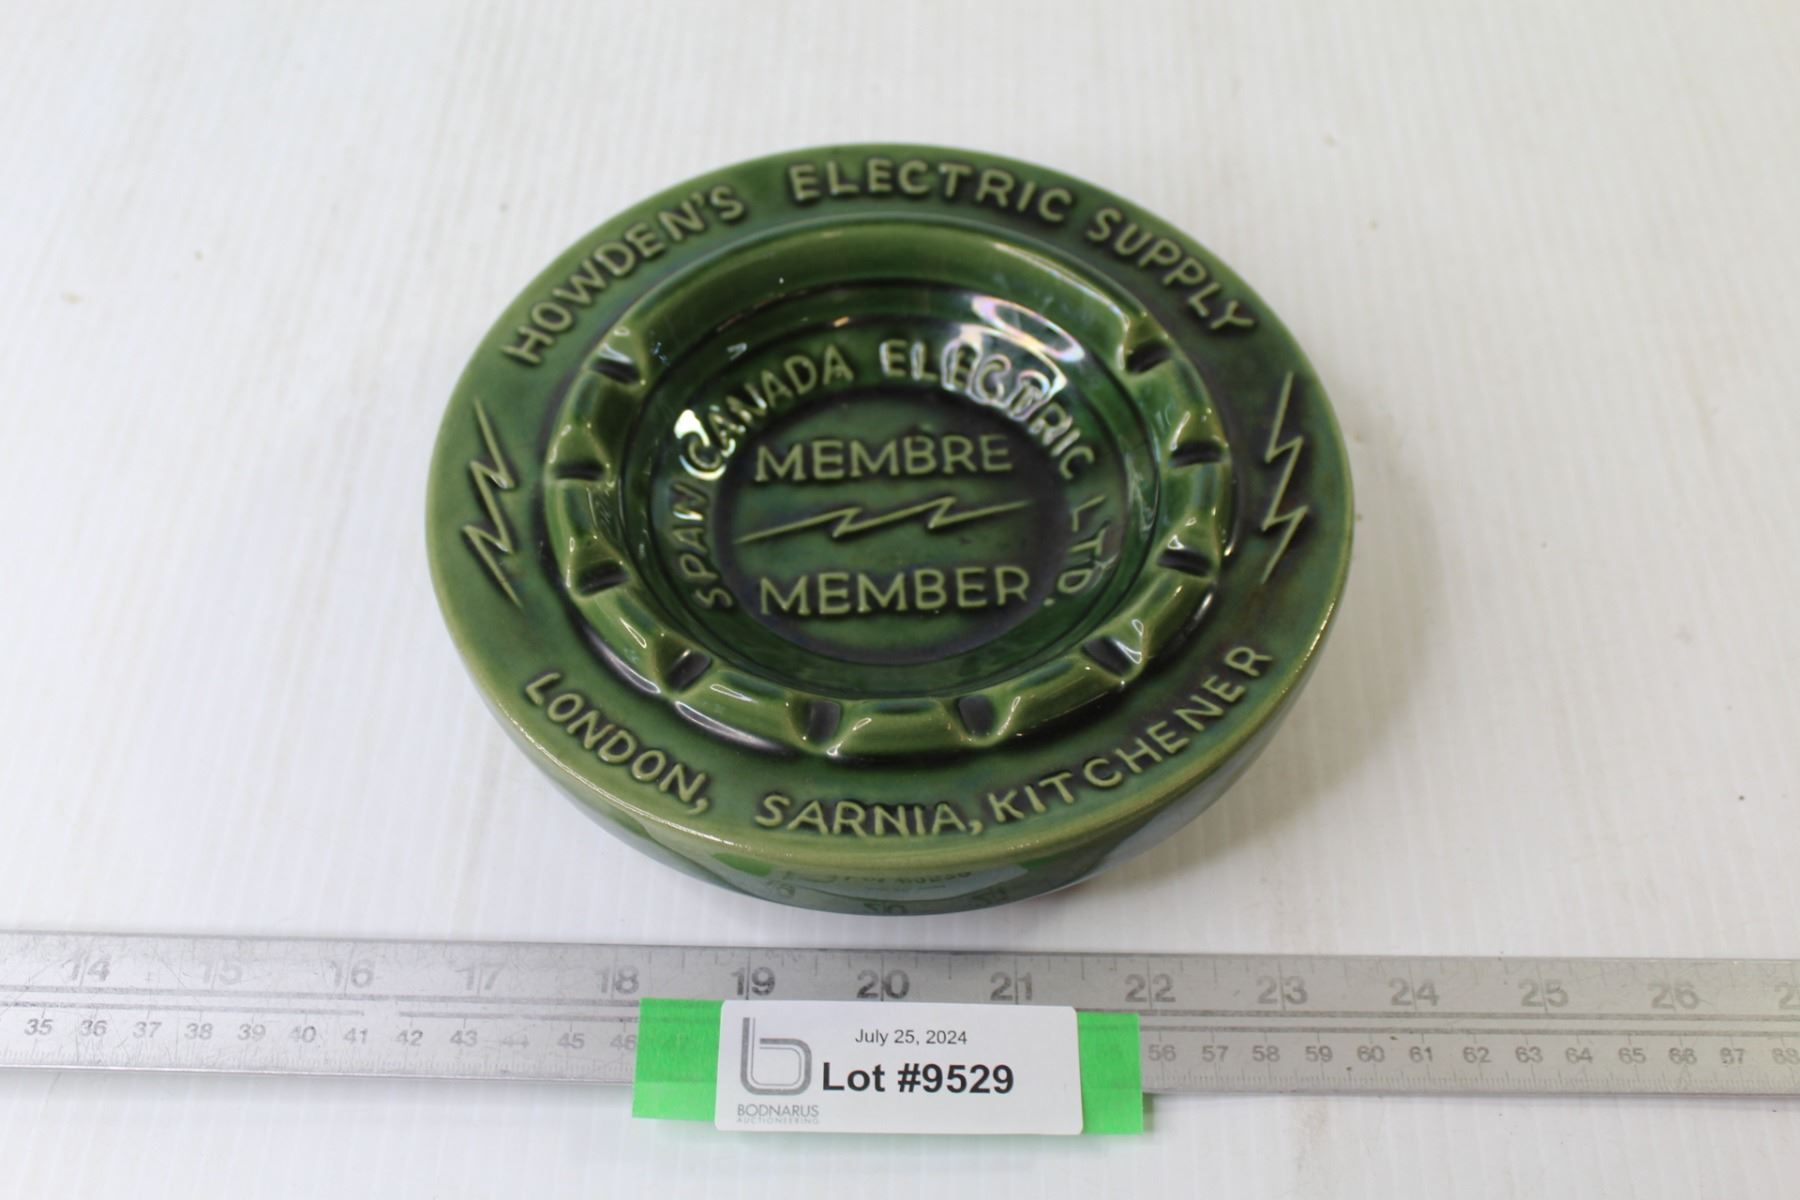 HOWDEN'S ELECTRIC SUPPLY
SPAW CANADA ELECTRIC LTD.
MEMBRE
MEMBER
LONDON, SARNIA, KITCHENER
14 15 16 17 18 19 20 21 22 23 24 25 26
35 36 37 38 39 40 41 42 43 44 45 46 56 57 58 59 60 61 62 63 64 65 66 67 68
July 25, 2024
Lot #9529
BODNARUS
AUCTIONEERING